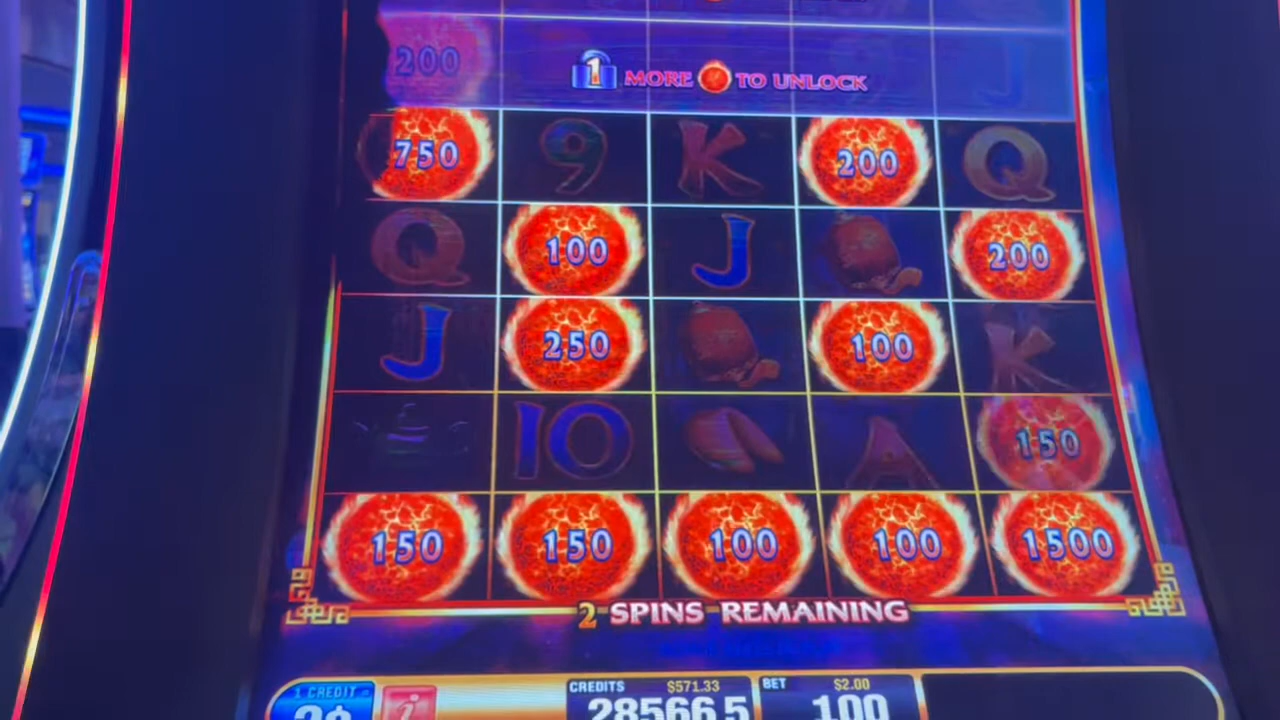 200
1 MORE TO UNLOCK
J
750 9 K 200 Q
Q 100 J 200
J 250 100 K
10 A 150
150 150 100 100 1500
2 SPINS REMAINING
1 CREDIT = CREDITS $571.33 BET $2.00
2¢ i 28566.5 100